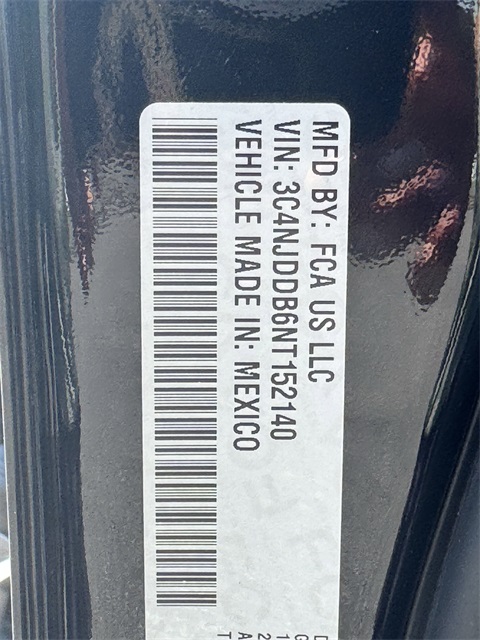 MFD BY: FCA US LLC
VIN: 3C4NJDDB6NT152140
VEHICLE MADE IN: MEXICO